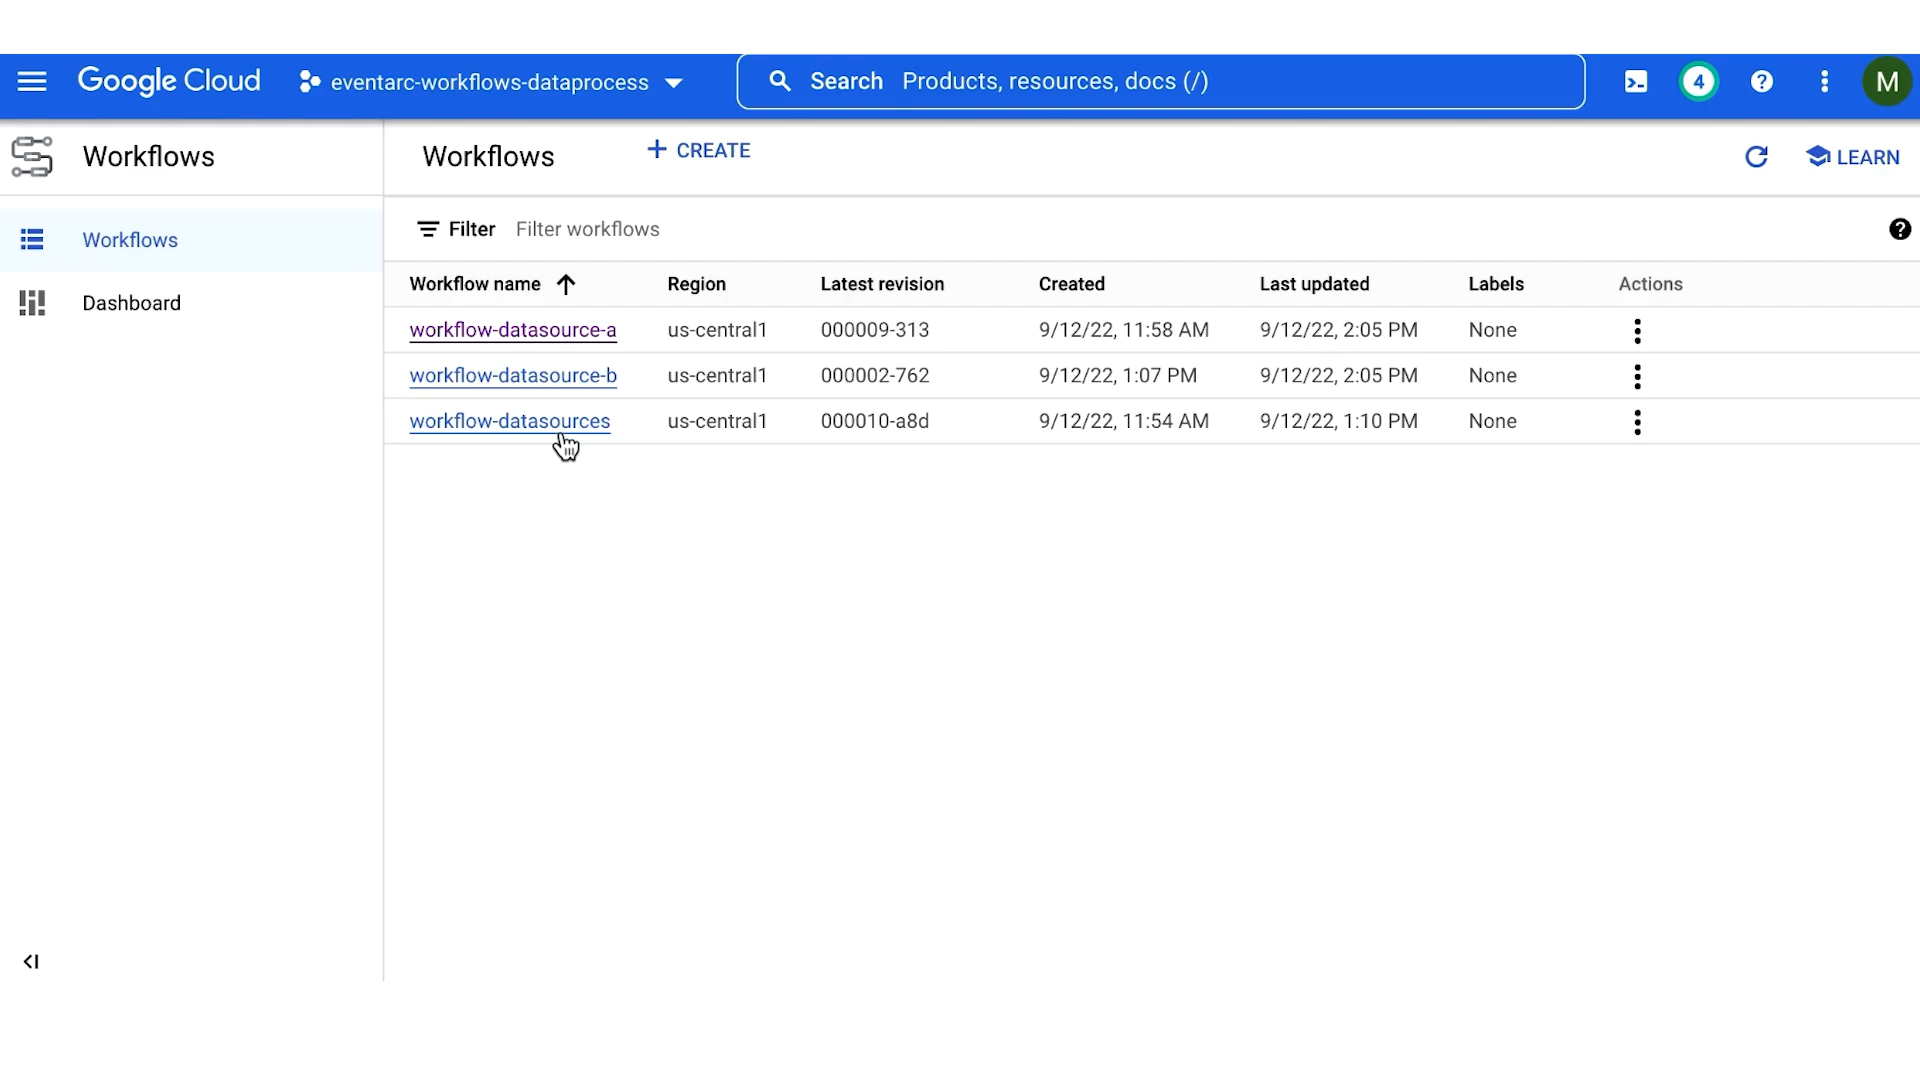 Google Cloud eventarc-workflows-dataprocess Search Products, resources, docs (/) 4 M
Workflows
Workflows
Dashboard
Workflows + CREATE LEARN
Filter Filter workflows
Workflow name Region Latest revision Created Last updated Labels Actions
workflow-datasource-a us-central1 000009-313 9/12/22, 11:58 AM 9/12/22, 2:05 PM None
workflow-datasource-b us-central1 000002-762 9/12/22, 1:07 PM 9/12/22, 2:05 PM None
workflow-datasources us-central1 000010-a8d 9/12/22, 11:54 AM 9/12/22, 1:10 PM None